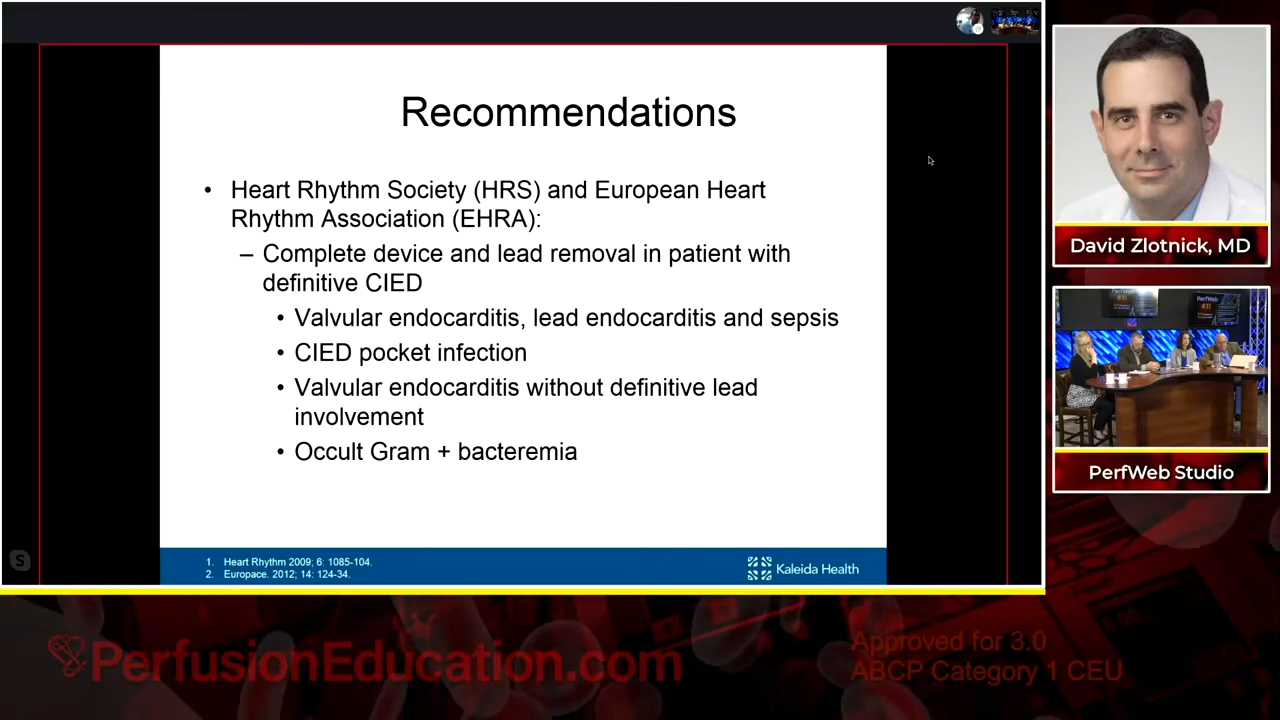 Recommendations
• Heart Rhythm Society (HRS) and European Heart
Rhythm Association (EHRA):
– Complete device and lead removal in patient with
definitive CIED
• Valvular endocarditis, lead endocarditis and sepsis
• CIED pocket infection
• Valvular endocarditis without definitive lead
involvement
• Occult Gram + bacteremia
1. Heart Rhythm 2009; 6: 1085-104.
2. Europace. 2012; 14: 124-34.
Kaleida Health
S
David Zlotnick, MD
PerfWeb Studio
PerfusionEducation.com
Approved for 3.0
ABCP Category 1 CEU